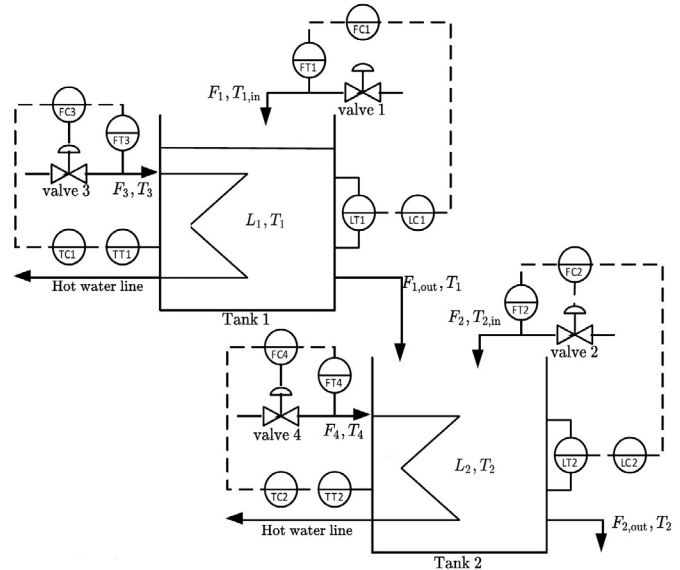 FC1
FT1
F₁, T₁,in
valve 1
FC3
FT3
valve 3
F₃, T₃
L₁, T₁
LT1
LC1
TC1
TT1
Hot water line
Tank 1
F₁,out, T₁
FC2
FT2
F₂, T₂,in
valve 2
FC4
FT4
valve 4
F₄, T₄
L₂, T₂
LT2
LC2
TC2
TT2
Hot water line
F₂,out, T₂
Tank 2